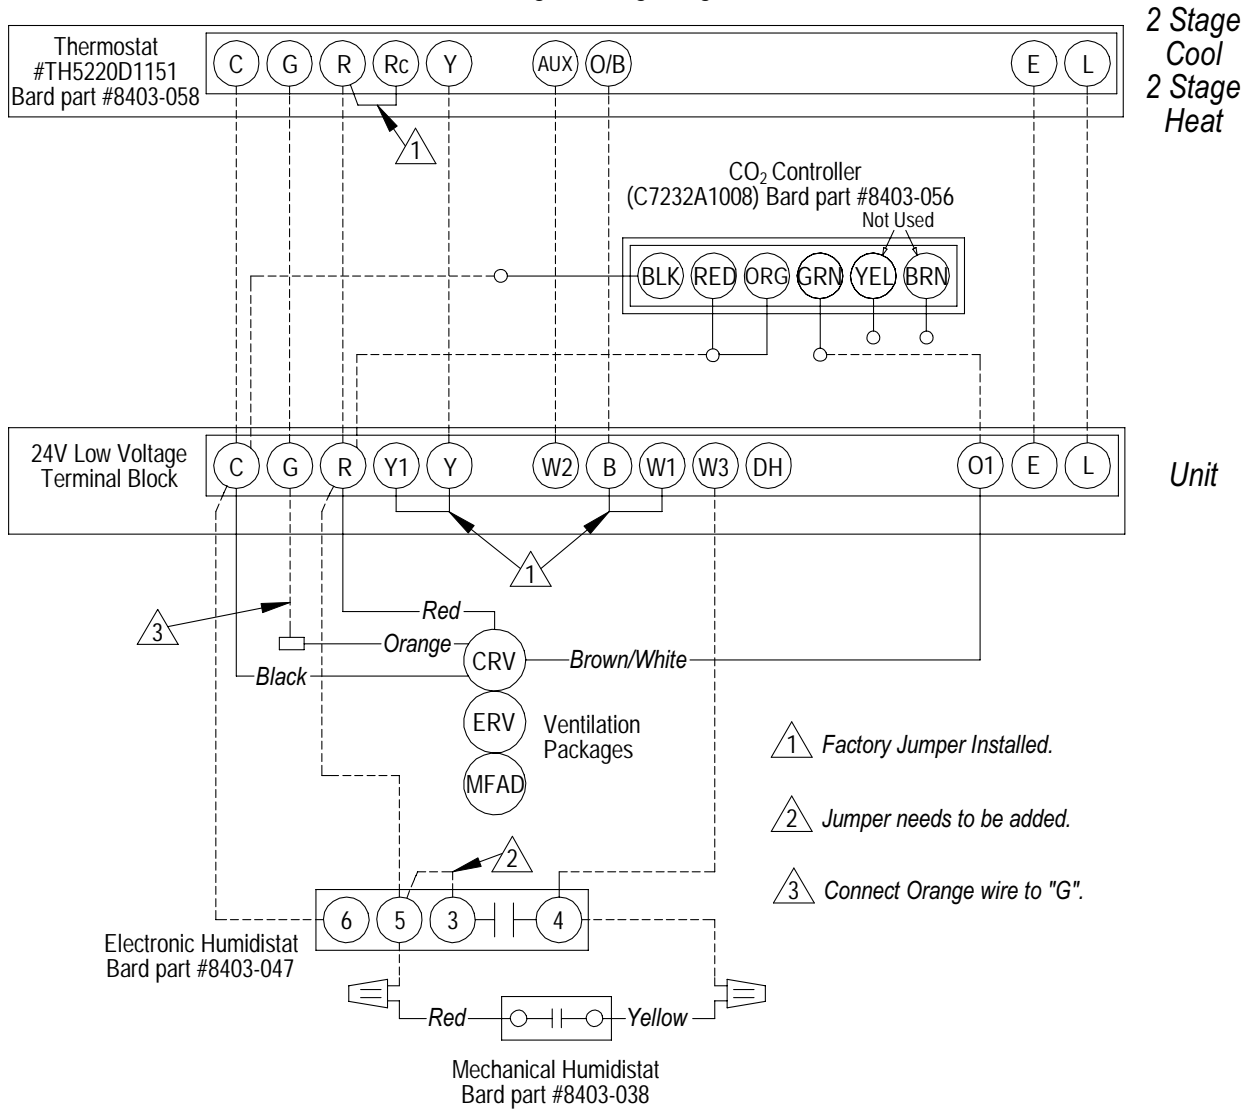 2 Stage
Cool
2 Stage
Heat
Thermostat
#TH5220D1151
Bard part #8403-058
C G R Rc Y AUX O/B E L
1
CO2 Controller
(C7232A1008) Bard part #8403-056
Not Used
BLK RED ORG GRN YEL BRN
24V Low Voltage
Terminal Block
C G R Y1 Y W2 B W1 W3 DH O1 E L
Unit
1
3
Red
Orange
Black
CRV
Brown/White
ERV
MFAD
Ventilation
Packages
1 Factory Jumper Installed.
2 Jumper needs to be added.
3 Connect Orange wire to "G".
2
6 5 3 4
Electronic Humidistat
Bard part #8403-047
Red
Yellow
Mechanical Humidistat
Bard part #8403-038